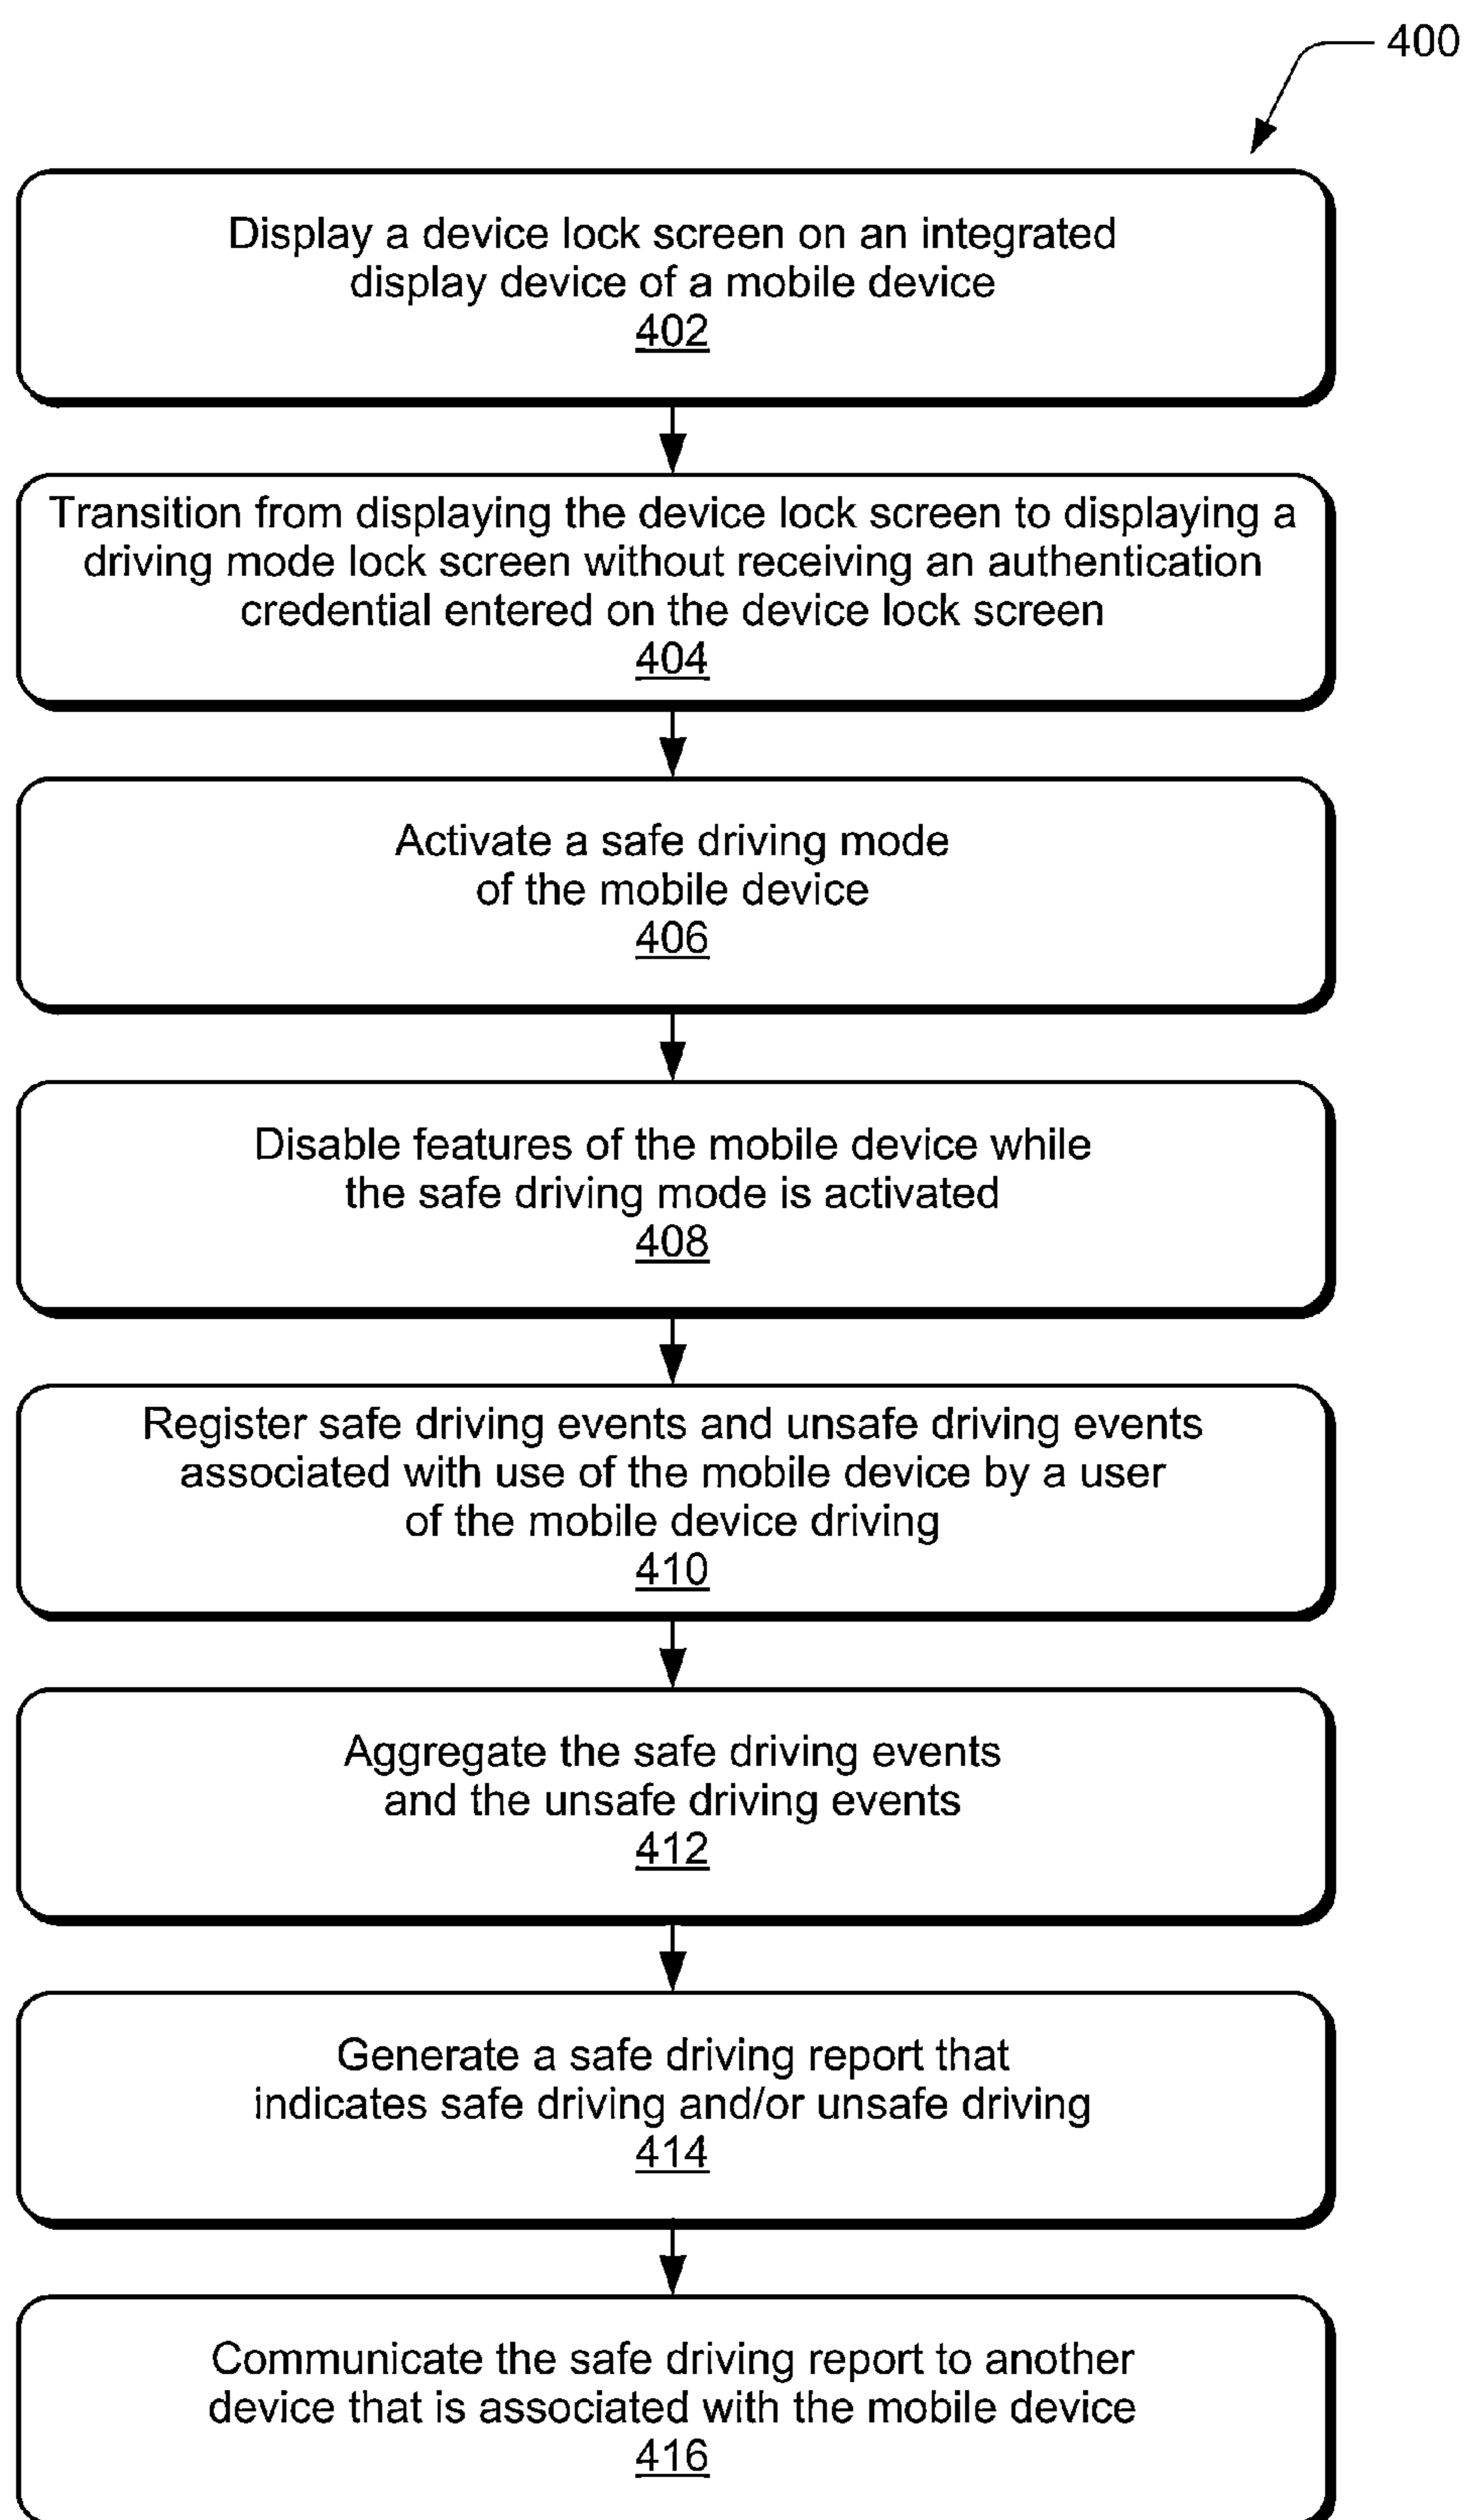 400
Display a device lock screen on an integrated
display device of a mobile device
402
Transition from displaying the device lock screen to displaying a
driving mode lock screen without receiving an authentication
credential entered on the device lock screen
404
Activate a safe driving mode
of the mobile device
406
Disable features of the mobile device while
the safe driving mode is activated
408
Register safe driving events and unsafe driving events
associated with use of the mobile device by a user
of the mobile device driving
410
Aggregate the safe driving events
and the unsafe driving events
412
Generate a safe driving report that
indicates safe driving and/or unsafe driving
414
Communicate the safe driving report to another
device that is associated with the mobile device
416